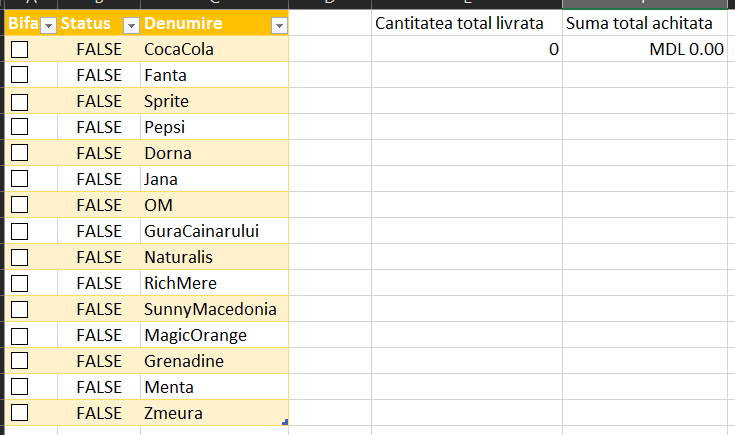 Bifa Status Denumire Cantitatea total livrata Suma total achitata
FALSE CocaCola 0 MDL 0.00
FALSE Fanta
FALSE Sprite
FALSE Pepsi
FALSE Dorna
FALSE Jana
FALSE OM
FALSE GuraCainarului
FALSE Naturalis
FALSE RichMere
FALSE SunnyMacedonia
FALSE MagicOrange
FALSE Grenadine
FALSE Menta
FALSE Zmeura